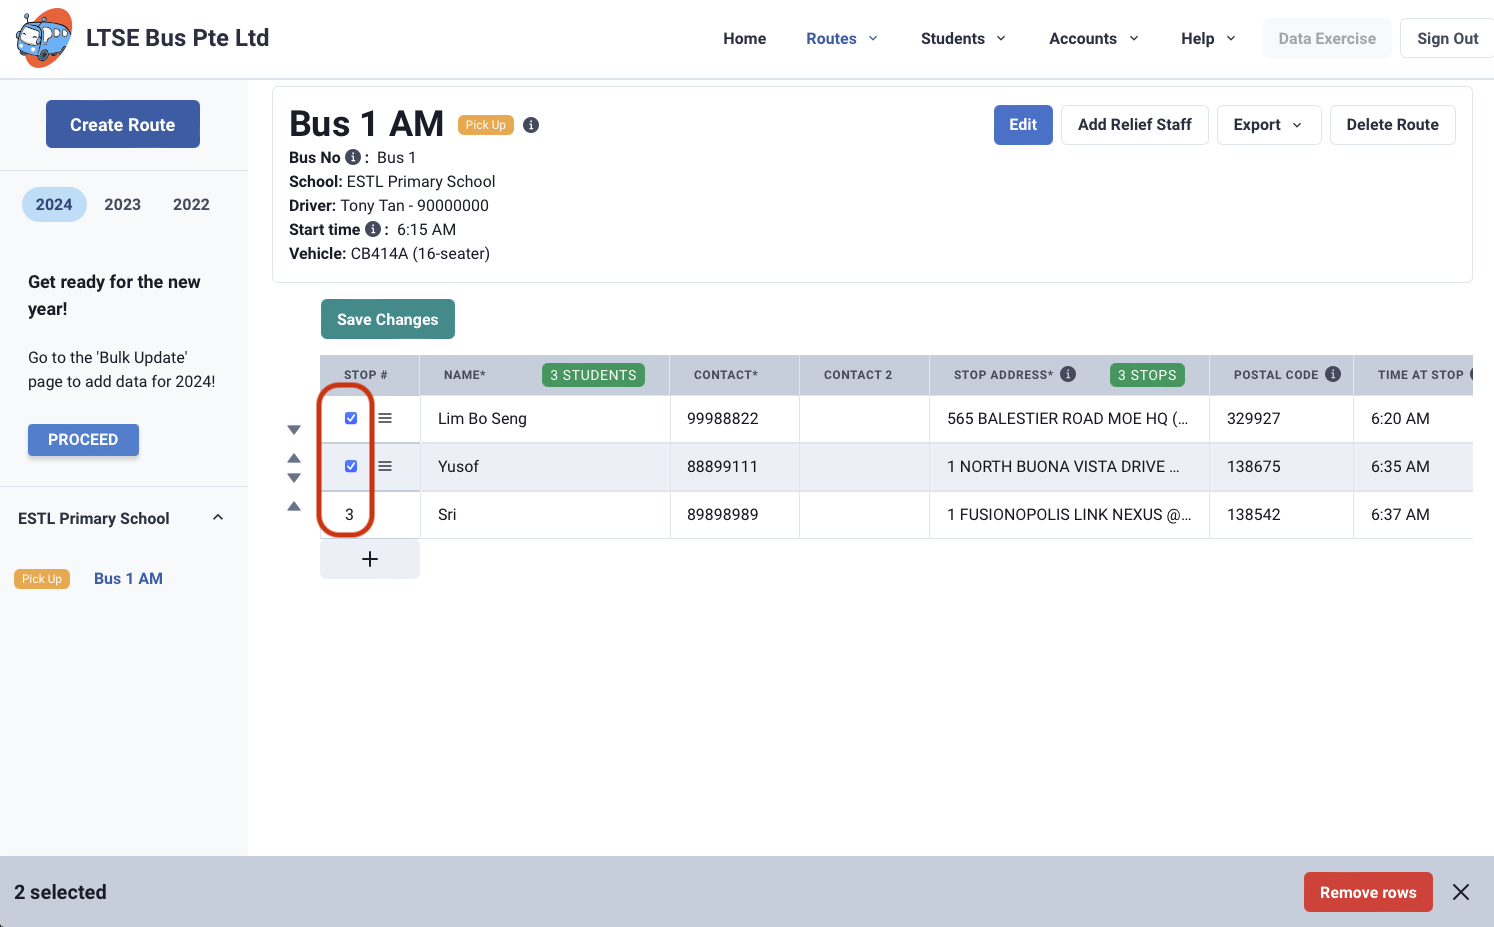 LTSE Bus Pte Ltd
Home Routes Students Accounts Help Data Exercise Sign Out
Create Route
2024 2023 2022
Get ready for the new
year!
Go to the 'Bulk Update'
page to add data for 2024!
PROCEED
ESTL Primary School
Pick Up Bus 1 AM
Bus 1 AM Pick Up
Edit Add Relief Staff Export Delete Route
Bus No : Bus 1
School: ESTL Primary School
Driver: Tony Tan - 90000000
Start time : 6:15 AM
Vehicle: CB414A (16-seater)
Save Changes
STOP # NAME* 3 STUDENTS CONTACT* CONTACT 2 STOP ADDRESS* 3 STOPS POSTAL CODE TIME AT STOP
Lim Bo Seng 99988822 565 BALESTIER ROAD MOE HQ (... 329927 6:20 AM
Yusof 88899111 1 NORTH BUONA VISTA DRIVE ... 138675 6:35 AM
3 Sri 89898989 1 FUSIONOPOLIS LINK NEXUS @... 138542 6:37 AM
+
2 selected Remove rows